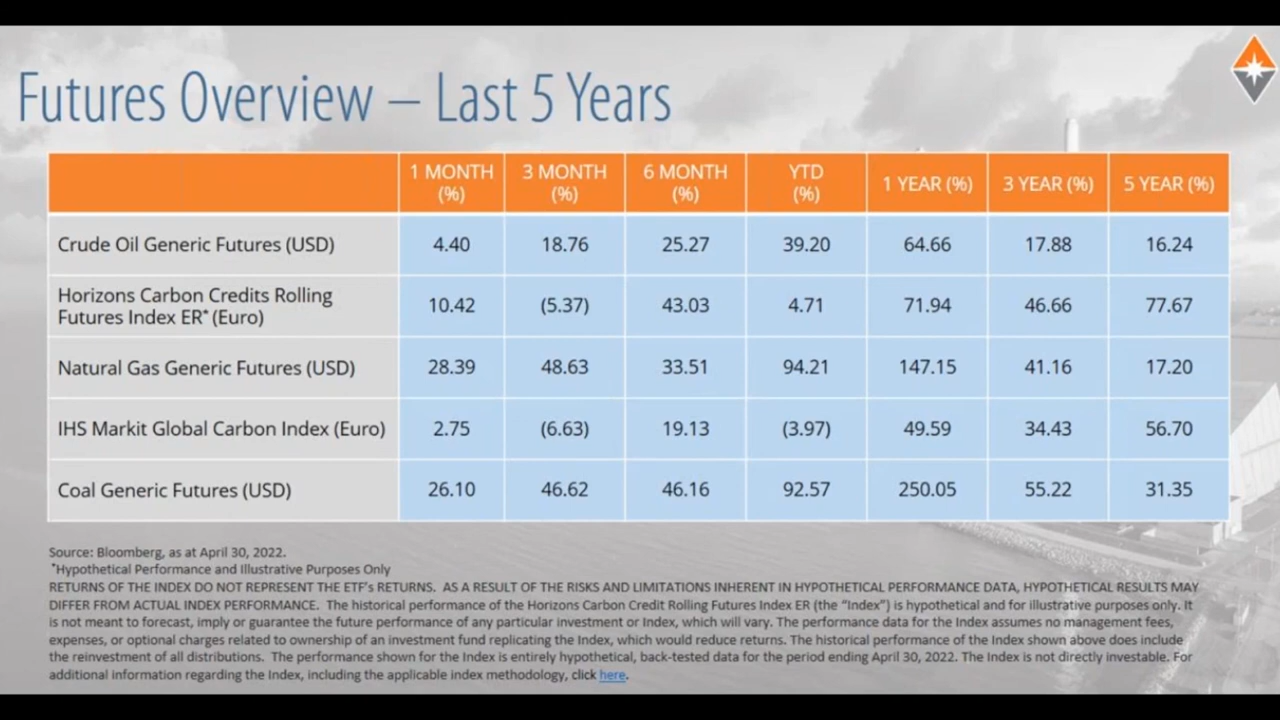 Futures Overview – Last 5 Years
1 MONTH (%) 3 MONTH (%) 6 MONTH (%) YTD (%) 1 YEAR (%) 3 YEAR (%) 5 YEAR (%)
Crude Oil Generic Futures (USD) 4.40 18.76 25.27 39.20 64.66 17.88 16.24
Horizons Carbon Credits Rolling
Futures Index ER* (Euro) 10.42 (5.37) 43.03 4.71 71.94 46.66 77.67
Natural Gas Generic Futures (USD) 28.39 48.63 33.51 94.21 147.15 41.16 17.20
IHS Markit Global Carbon Index (Euro) 2.75 (6.63) 19.13 (3.97) 49.59 34.43 56.70
Coal Generic Futures (USD) 26.10 46.62 46.16 92.57 250.05 55.22 31.35
Source: Bloomberg, as at April 30, 2022.
*Hypothetical Performance and Illustrative Purposes Only
RETURNS OF THE INDEX DO NOT REPRESENT THE ETF's RETURNS. AS A RESULT OF THE RISKS AND LIMITATIONS INHERENT IN HYPOTHETICAL PERFORMANCE DATA, HYPOTHETICAL RESULTS MAY
DIFFER FROM ACTUAL INDEX PERFORMANCE. The historical performance of the Horizons Carbon Credit Rolling Futures Index ER (the “Index”) is hypothetical and for illustrative purposes only. It
is not meant to forecast, imply or guarantee the future performance of any particular investment or Index, which will vary. The performance data for the Index assumes no management fees,
expenses, or optional charges related to ownership of an investment fund replicating the Index, which would reduce returns. The historical performance of the Index shown above does include
the reinvestment of all distributions. The performance shown for the Index is entirely hypothetical, back-tested data for the period ending April 30, 2022. The Index is not directly investable. For
additional information regarding the Index, including the applicable index methodology, click here.